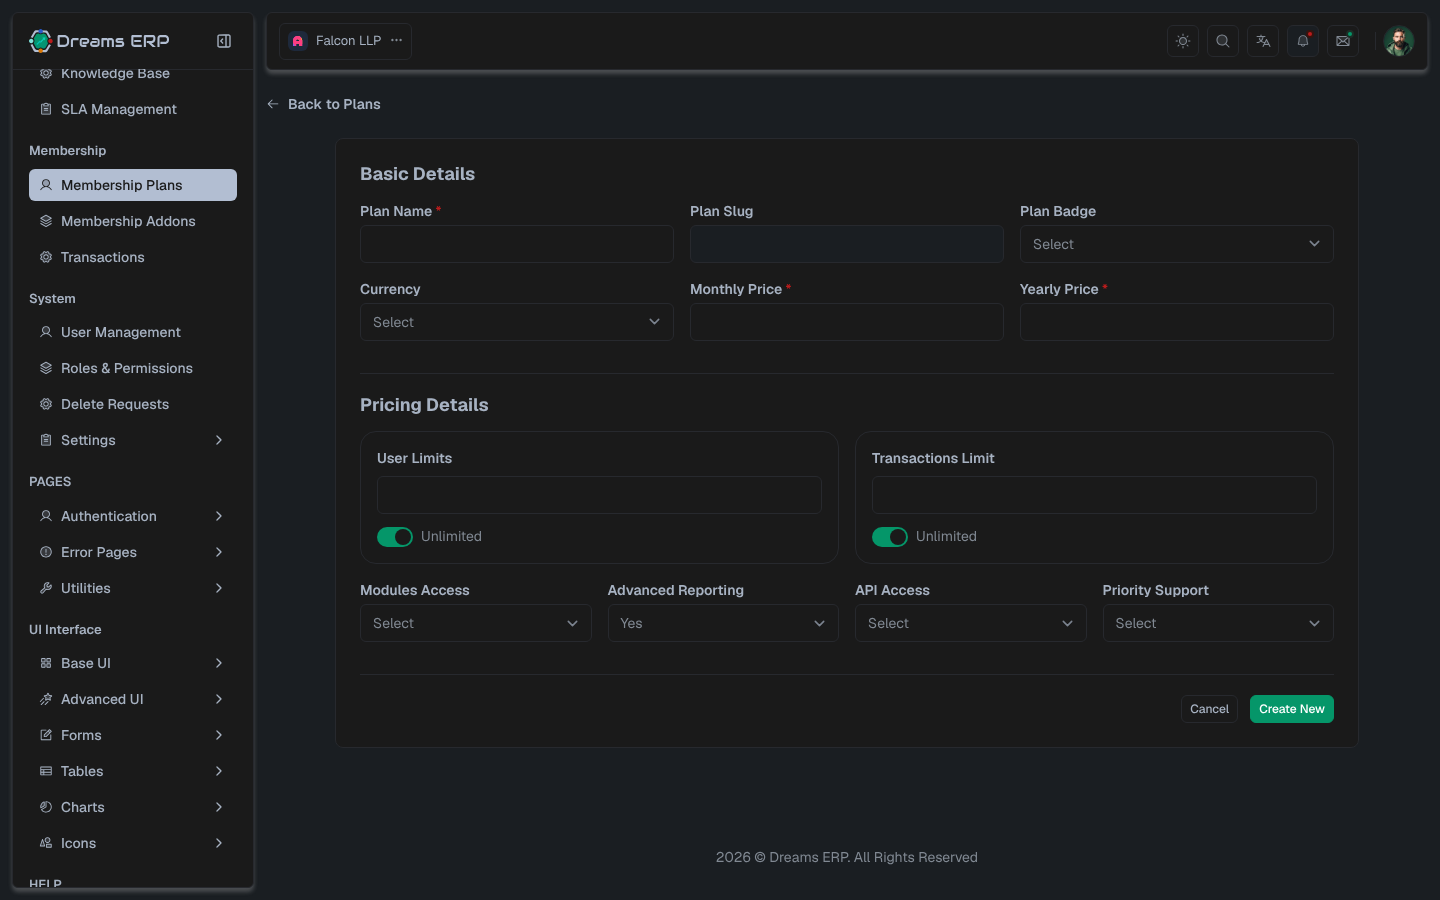 Dreams ERP
Knowledge Base
SLA Management
Membership
Membership Plans
Membership Addons
Transactions
System
User Management
Roles & Permissions
Delete Requests
Settings
PAGES
Authentication
Error Pages
Utilities
UI Interface
Base UI
Advanced UI
Forms
Tables
Charts
Icons
HELP
Falcon LLP
Back to Plans
Basic Details
Plan Name *
Plan Slug
Plan Badge
Select
Currency
Monthly Price *
Yearly Price *
Select
Pricing Details
User Limits
Transactions Limit
Unlimited
Unlimited
Modules Access
Advanced Reporting
API Access
Priority Support
Select
Yes
Select
Select
Cancel
Create New
2026 © Dreams ERP. All Rights Reserved